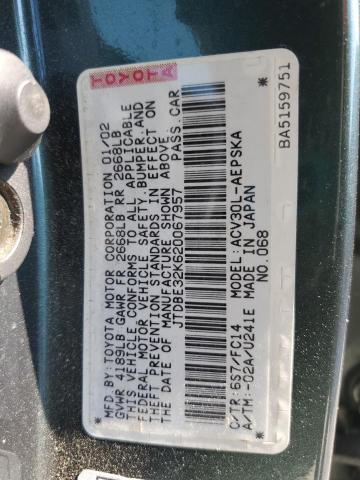 TOYOTA
MFD.BY:TOYOTA MOTOR CORPORATION 01/02
GVWR 4189LB GAWR FR 2668LB RR 2668LB
THIS VEHICLE CONFORMS TO ALL APPLICABLE
FEDERAL MOTOR VEHICLE SAFETY,BUMPER,AND
THEFT PREVENTION STANDARDS IN EFFECT ON
THE DATE OF MANUFACTURE SHOWN ABOVE.
JTDBE32K620067957 PASS.CAR
C/TR:6S7/FC14 MODEL:ACV30L-AEPSKA
A/TM:-02A/U241E MADE IN JAPAN
NO.068
BA5159751